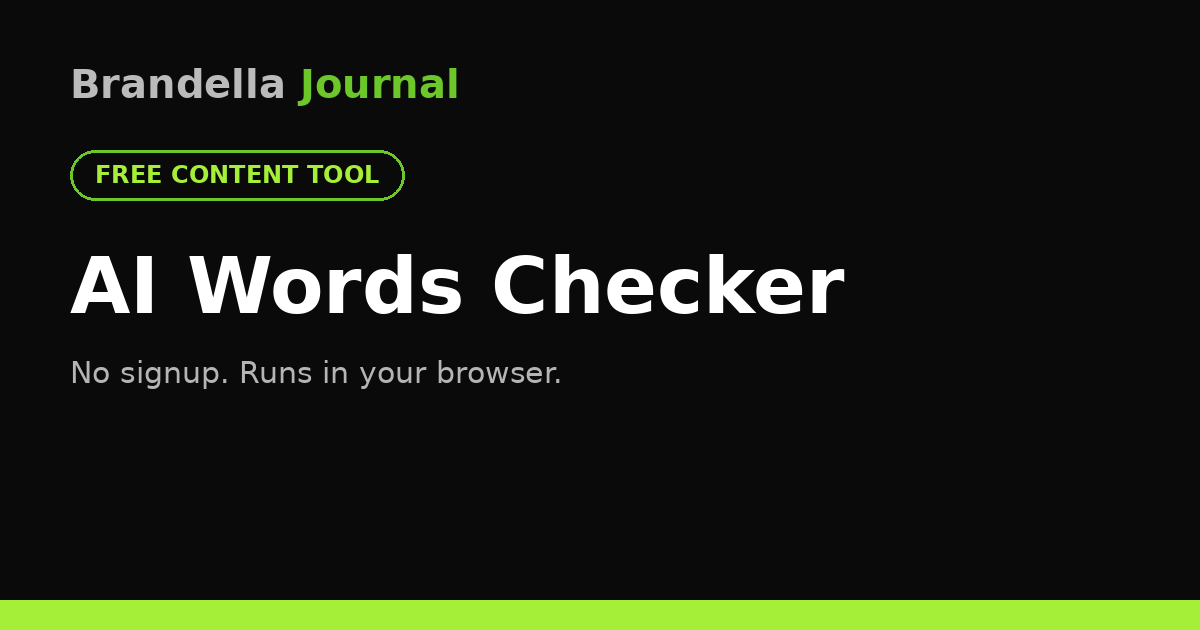 Brandella Journal
FREE CONTENT TOOL
AI Words Checker
No signup. Runs in your browser.